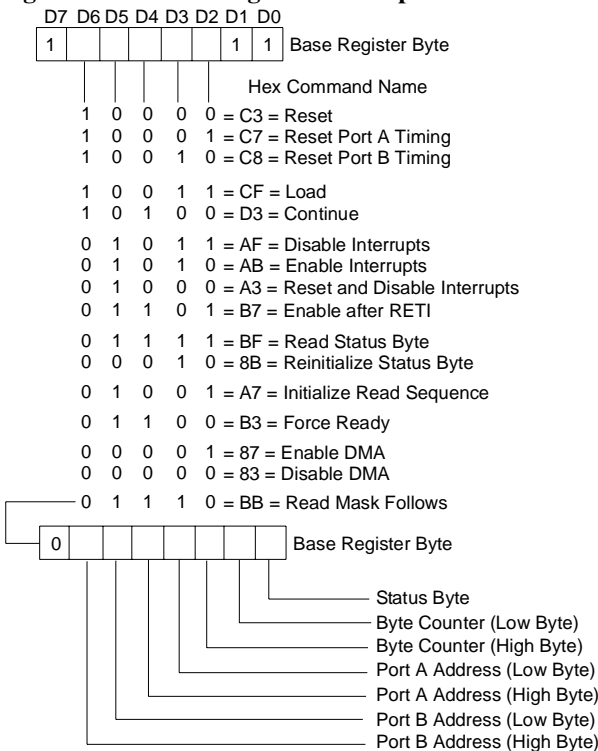 D7 D6 D5 D4 D3 D2 D1 D0
1 1 1 Base Register Byte
Hex Command Name
1 0 0 0 0 = C3 = Reset
1 0 0 0 1 = C7 = Reset Port A Timing
1 0 0 1 0 = C8 = Reset Port B Timing
1 0 0 1 1 = CF = Load
1 0 1 0 0 = D3 = Continue
0 1 0 1 1 = AF = Disable Interrupts
0 1 0 1 0 = AB = Enable Interrupts
0 1 0 0 0 = A3 = Reset and Disable Interrupts
0 1 1 0 1 = B7 = Enable after RETI
0 1 1 1 1 = BF = Read Status Byte
0 0 0 1 0 = 8B = Reinitialize Status Byte
0 1 0 0 1 = A7 = Initialize Read Sequence
0 1 1 0 0 = B3 = Force Ready
0 0 0 0 1 = 87 = Enable DMA
0 0 0 0 0 = 83 = Disable DMA
0 1 1 1 0 = BB = Read Mask Follows
0 Base Register Byte
Status Byte
Byte Counter (Low Byte)
Byte Counter (High Byte)
Port A Address (Low Byte)
Port A Address (High Byte)
Port B Address (Low Byte)
Port B Address (High Byte)